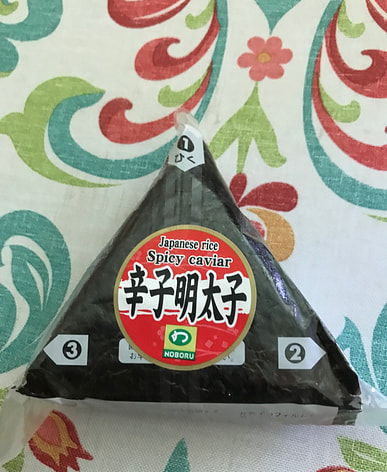 1
ひく
Japanese rice
Spicy caviar
辛子明太子
NOBORU
3
2